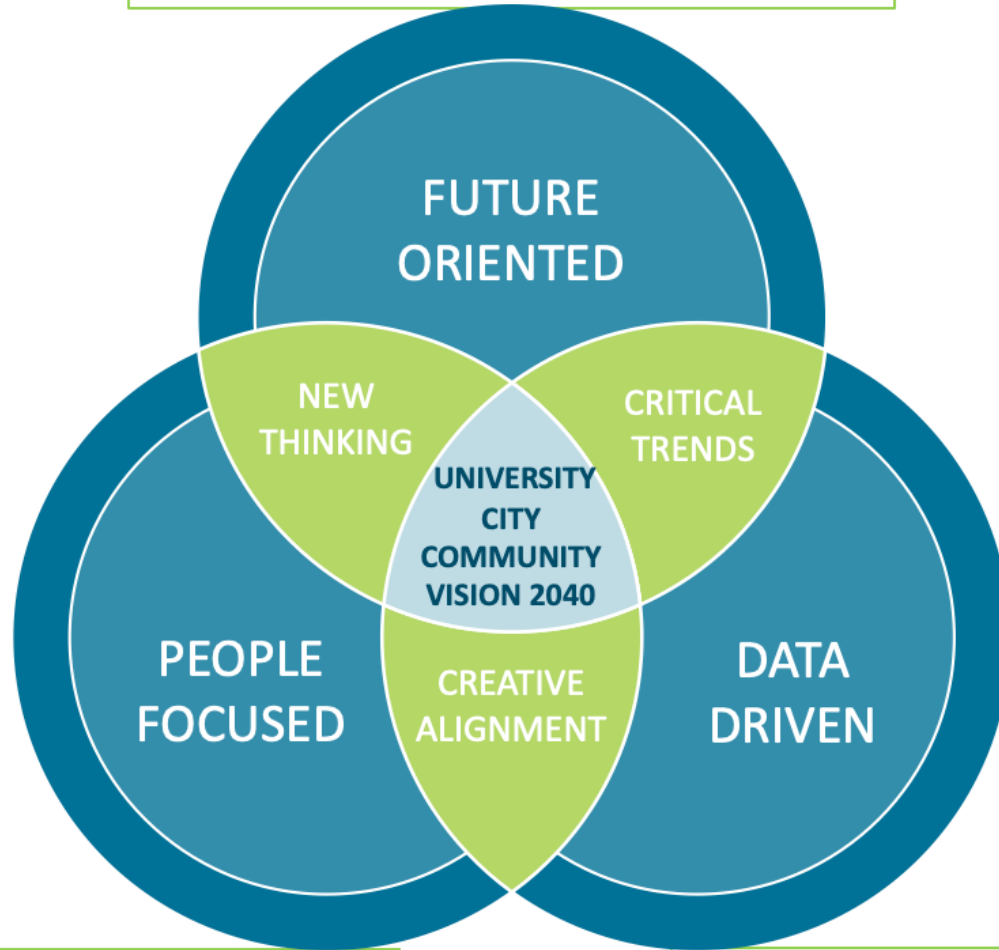 FUTURE
ORIENTED
NEW
THINKING
CRITICAL
TRENDS
UNIVERSITY
CITY
COMMUNITY
VISION 2040
PEOPLE
FOCUSED
CREATIVE
ALIGNMENT
DATA
DRIVEN